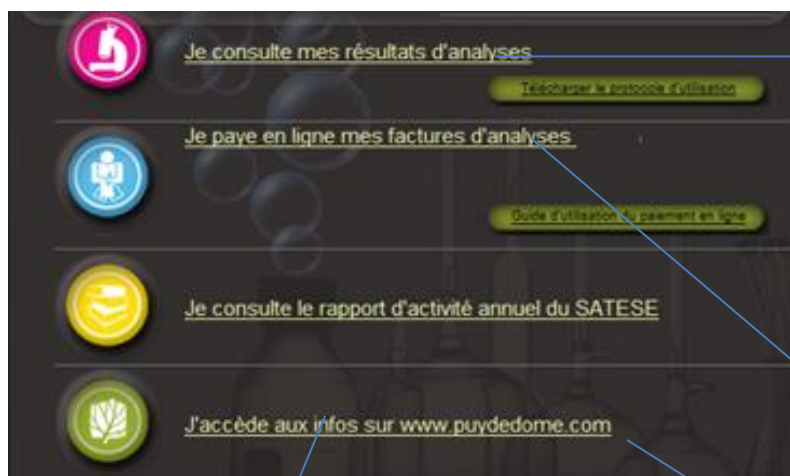 Je consulte mes résultats d'analyses
Télécharger le protocole d'utilisation
Je paye en ligne mes factures d'analyses
Guide d'utilisation du paiement en ligne
Je consulte le rapport d'activité annuel du SATESE
J'accède aux infos sur www.puydedome.com